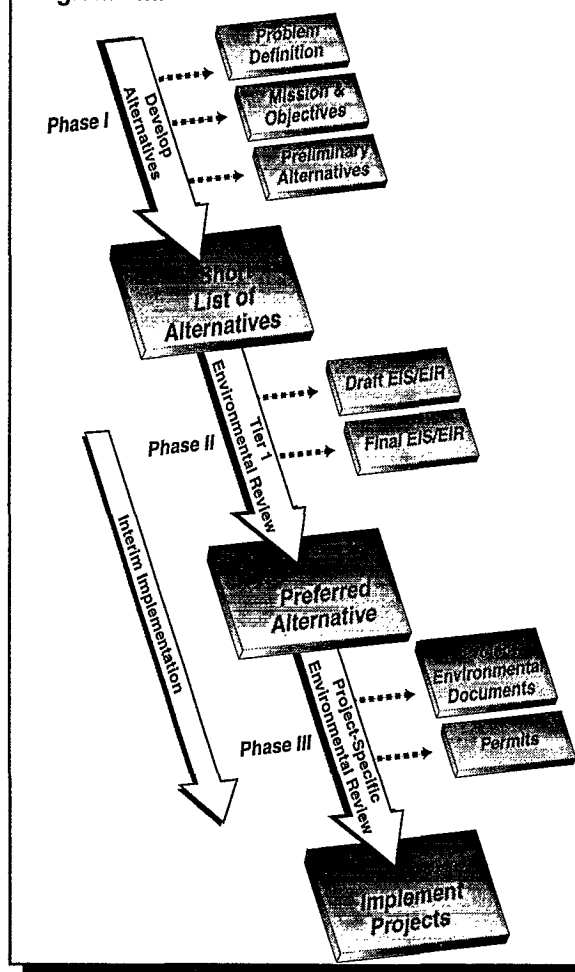 Problem
Definition
Mission &
Objectives
Preliminary
Alternatives
Phase I
Develop
Alternatives
Short
List of
Alternatives
Draft EIS/EIR
Final EIS/EIR
Phase II
Tier 1
Environmental Review
Interim Implementation
Preferred
Alternative
Environmental
Documents
Permits
Phase III
Project-Specific
Environmental Review
Implement
Projects